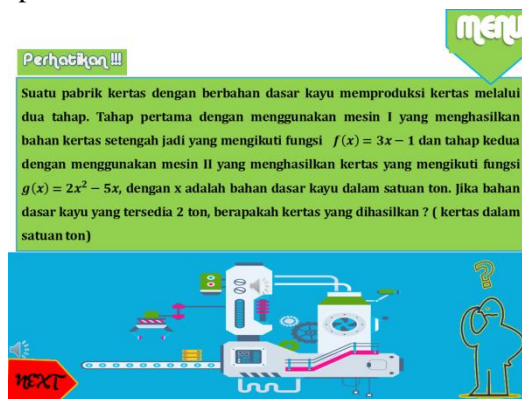 MENU
Perhatikan !!!
Suatu pabrik kertas dengan berbahan dasar kayu memproduksi kertas melalui
dua tahap. Tahap pertama dengan menggunakan mesin I yang menghasilkan
bahan kertas setengah jadi yang mengikuti fungsi f(x) = 3x − 1 dan tahap kedua
dengan menggunakan mesin II yang menghasilkan kertas yang mengikuti fungsi
g(x) = 2x² − 5x, dengan x adalah bahan dasar kayu dalam satuan ton. Jika bahan
dasar kayu yang tersedia 2 ton, berapakah kertas yang dihasilkan ? ( kertas dalam
satuan ton)
?
NEXT